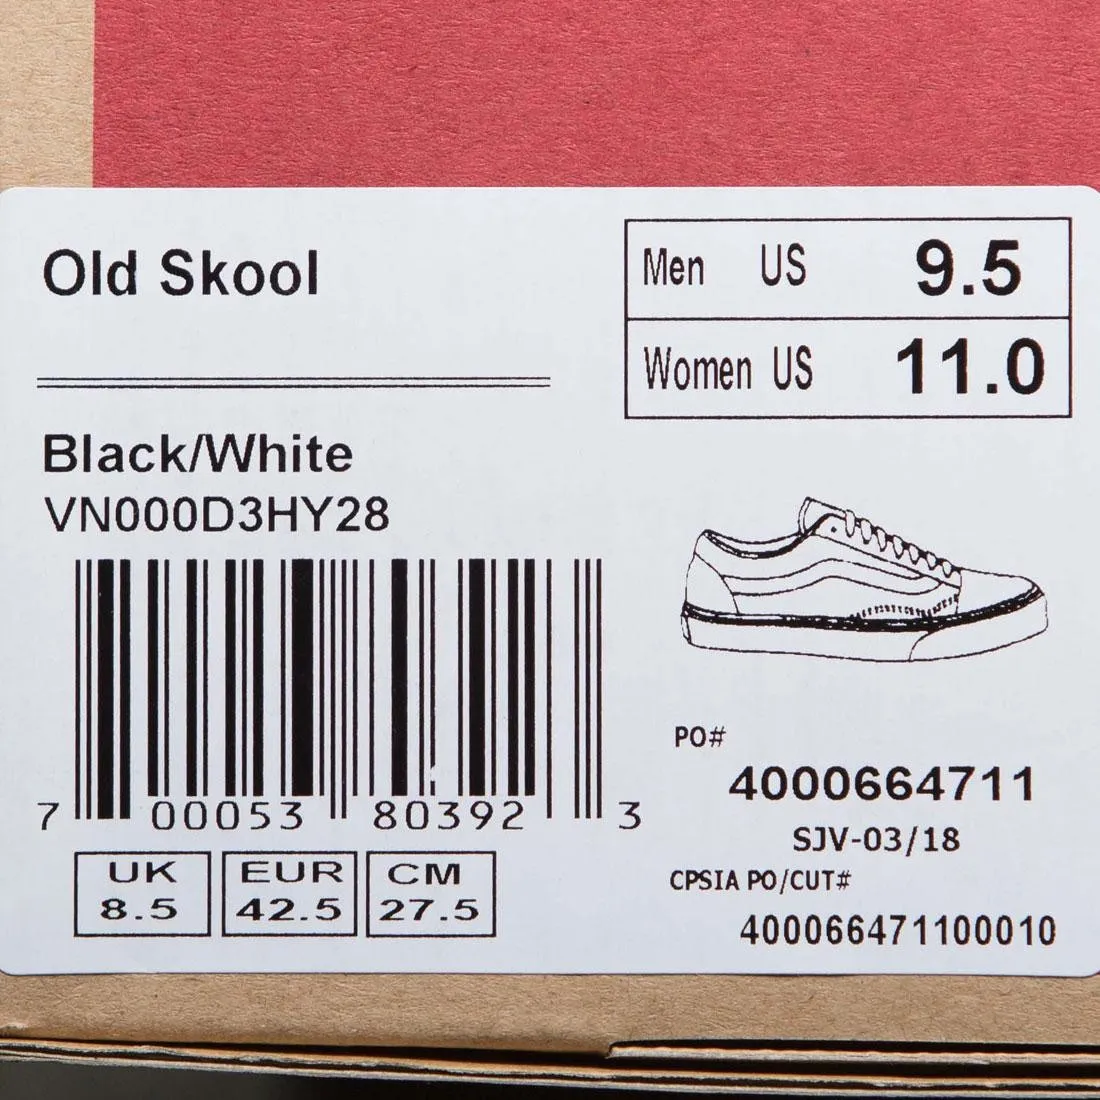 Old Skool
Men US 9.5
Women US 11.0
Black/White
VN000D3HY28
7 00053 80392 3
UK
8.5
EUR
42.5
CM
27.5
PO#
4000664711
SJV-03/18
CPSIA PO/CUT#
400066471100010